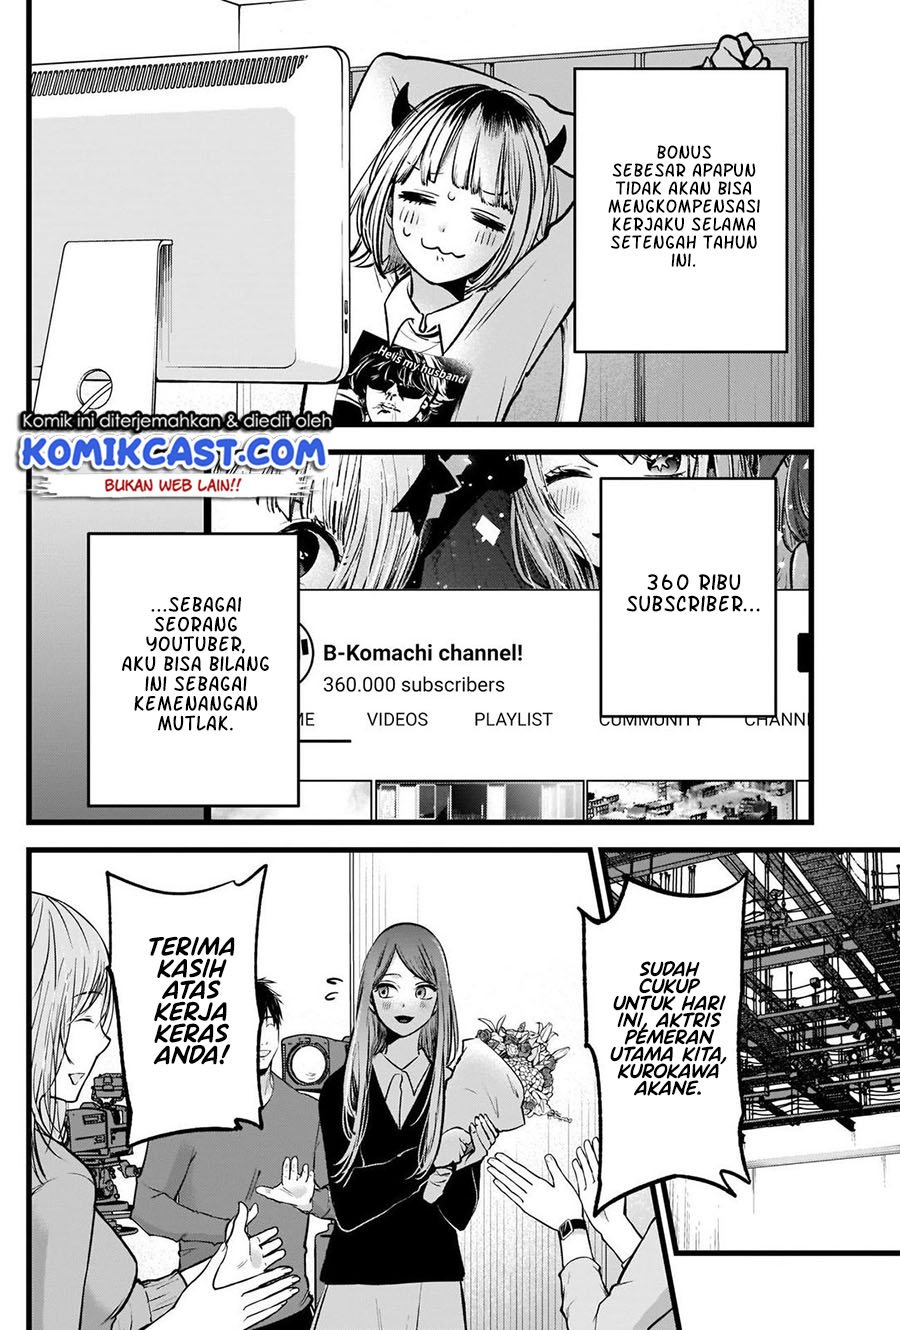 BONUS
SEBESAR APAPUN
TIDAK AKAN BISA
MENGKOMPENSASI
KERJAKU SELAMA
SETENGAH TAHUN
INI.
He is my husband
Komik ini diterjemahkan & diedit oleh
KOMIKCAST.COM
BUKAN WEB LAIN!!
360 RIBU
SUBSCRIBER...
...SEBAGAI
SEORANG
YOUTUBER,
AKU BISA BILANG
INI SEBAGAI
KEMENANGAN
MUTLAK.
B-Komachi channel!
360.000 subscribers
ME VIDEOS PLAYLIST COMMUNITY CHANN
SUDAH
CUKUP
UNTUK HARI
INI, AKTRIS
PEMERAN
UTAMA KITA,
KUROKAWA
AKANE.
TERIMA
KASIH
ATAS
KERJA
KERAS
ANDA!